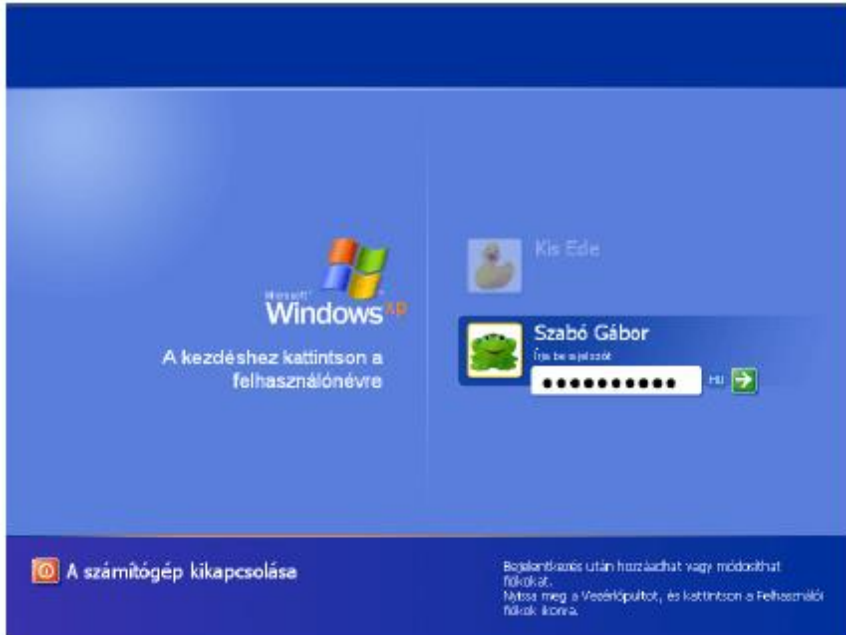 Microsoft
Windows xp
A kezdéshez kattintson a
felhasználónévre
Kis Ede
Szabó Gábor
Írja be a jelszót
HU
A számítógép kikapcsolása
Bejelentkezés után hozzáadhat vagy módosíthat
fiókokat.
Nyissa meg a Vezérlőpultot, és kattintson a Felhasználói
fiókok ikonra.